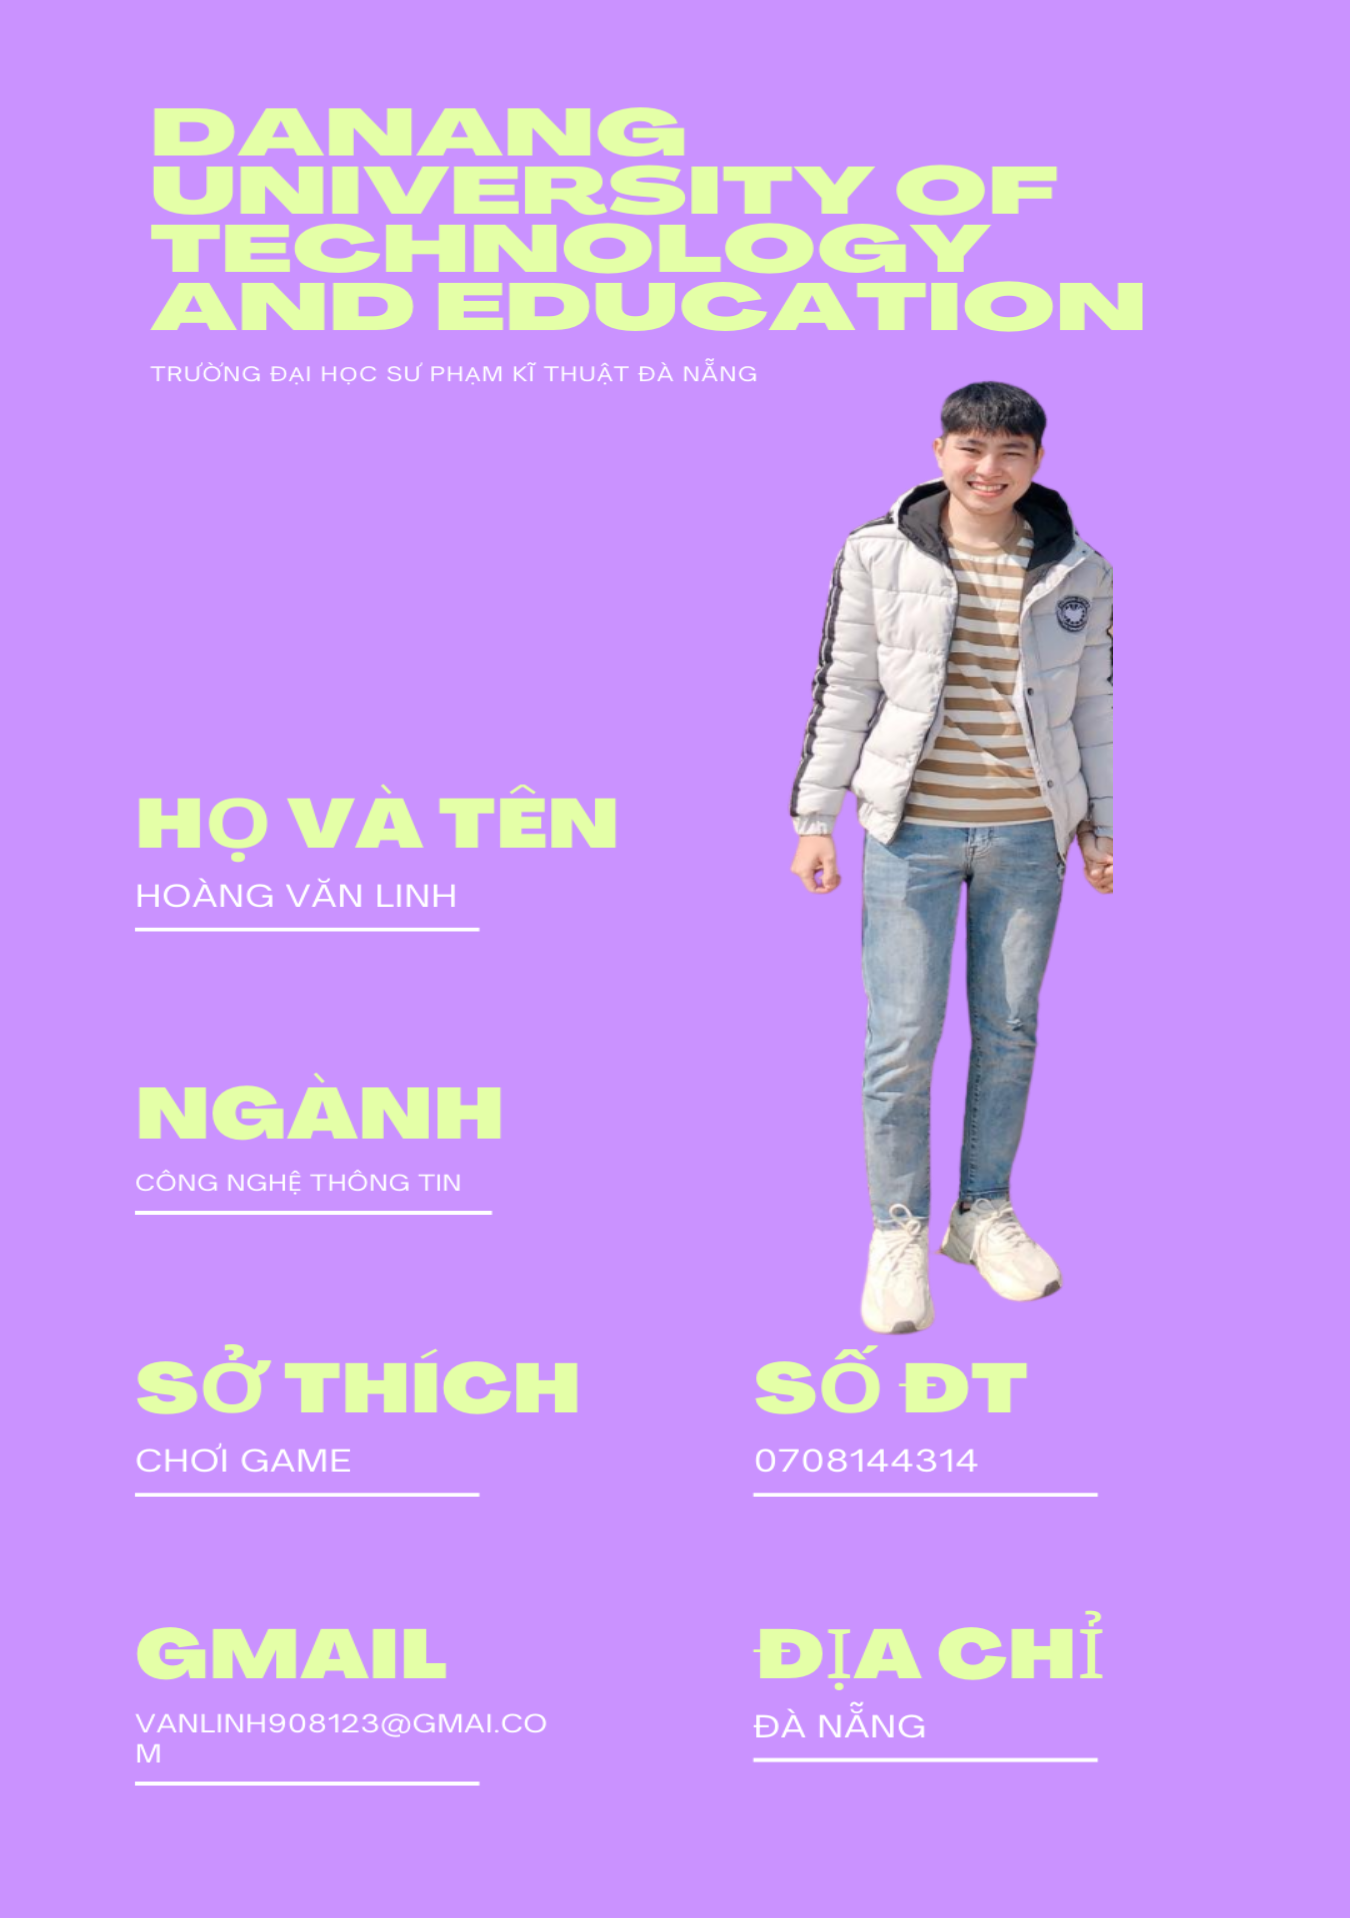 DANANG
UNIVERSITY OF
TECHNOLOGY
AND EDUCATION
TRƯỜNG ĐẠI HỌC SƯ PHẠM KĨ THUẬT ĐÀ NẴNG
HỌ VÀ TÊN
HOÀNG VĂN LINH
NGÀNH
CÔNG NGHỆ THÔNG TIN
SỞ THÍCH
CHƠI GAME
SỐ ĐT
0708144314
GMAIL
VANLINH908123@GMAI.CO
M
ĐỊA CHỈ
ĐÀ NẴNG